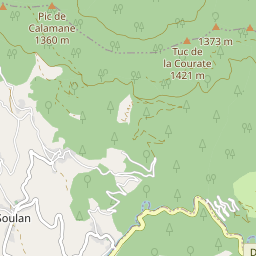 Pic de
Calamane
1360 m
1373 m
Tuc de
la Courate
1421 m
Soulan
D